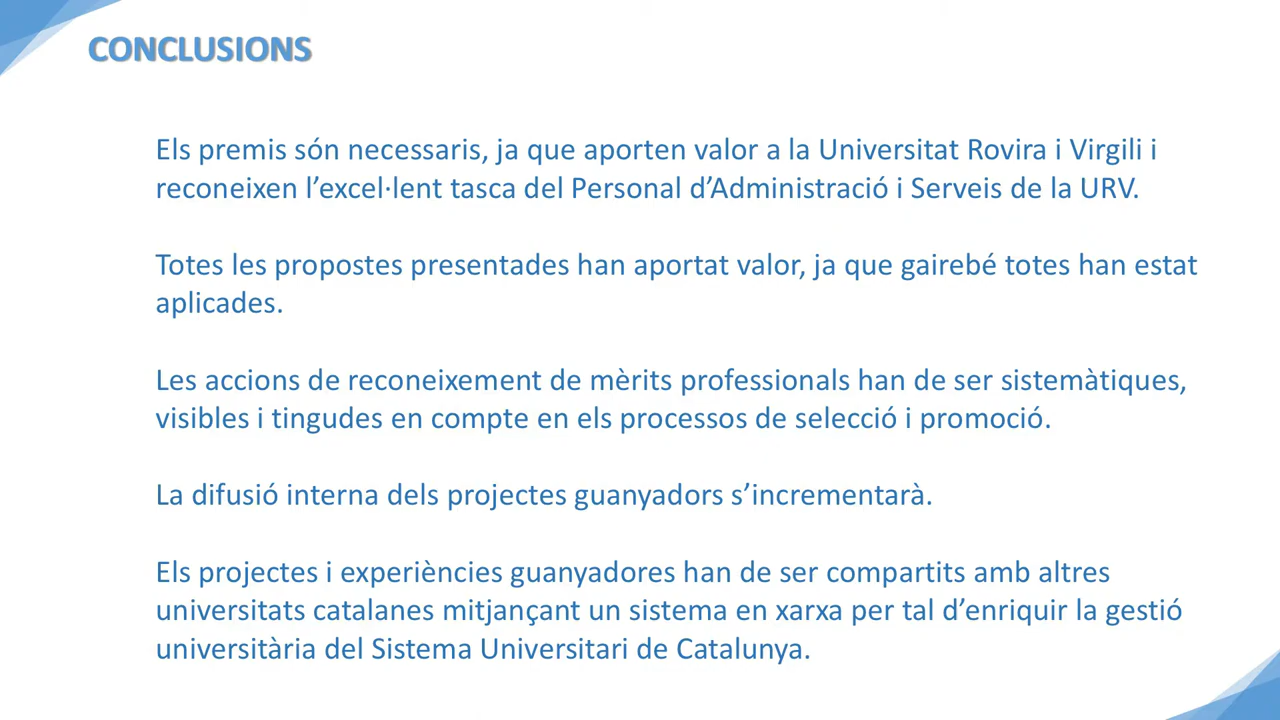 CONCLUSIONS
Els premis són necessaris, ja que aporten valor a la Universitat Rovira i Virgili i
reconeixen l’excel·lent tasca del Personal d’Administració i Serveis de la URV.
Totes les propostes presentades han aportat valor, ja que gairebé totes han estat
aplicades.
Les accions de reconeixement de mèrits professionals han de ser sistemàtiques,
visibles i tingudes en compte en els processos de selecció i promoció.
La difusió interna dels projectes guanyadors s’incrementarà.
Els projectes i experiències guanyadores han de ser compartits amb altres
universitats catalanes mitjançant un sistema en xarxa per tal d’enriquir la gestió
universitària del Sistema Universitari de Catalunya.